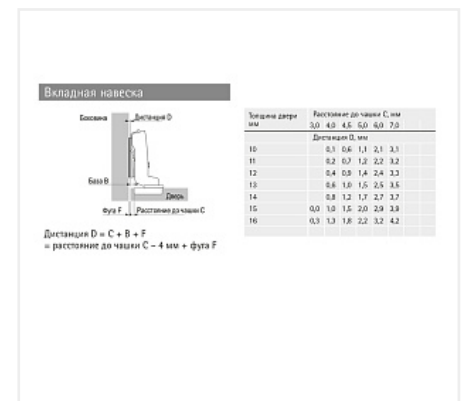 Вкладная навеска
Боковина
Дистанция D
База B
Дверь
Фуга F
Расстояние до чашки C
Дистанция D = C + B + F
= расстояние до чашки C – 4 мм + фуга F
Толщина двери мм
Расстояние до чашки C, мм
3,0 4,0 4,5 5,0 6,0 7,0
Дистанция D, мм
10 0,1 0,6 1,1 2,1 3,1
11 0,2 0,7 1,2 2,2 3,2
12 0,4 0,9 1,4 2,4 3,3
13 0,6 1,0 1,5 2,5 3,5
14 0,8 1,2 1,7 2,7 3,7
15 0,0 1,0 1,5 2,0 2,9 3,9
16 0,3 1,3 1,8 2,2 3,2 4,2